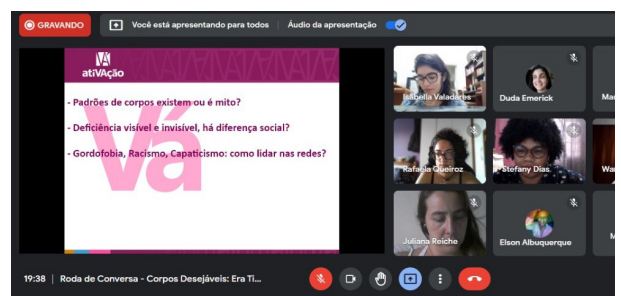 GRAVANDO
Você está apresentando para todos
Áudio da apresentação
VA
atiVAção
- Padrões de corpos existem ou é mito?
- Deficiência visível e invisível, há diferença social?
- Gordofobia, Racismo, Capaticismo: como lidar nas redes?
Vá
Isabella Valadares
Duda Emerick
Rafaela Queiroz
Stefany Dias
Juliana Reiche
Elson Albuquerque
19:38 | Roda de Conversa - Corpos Desejáveis: Era Ti...